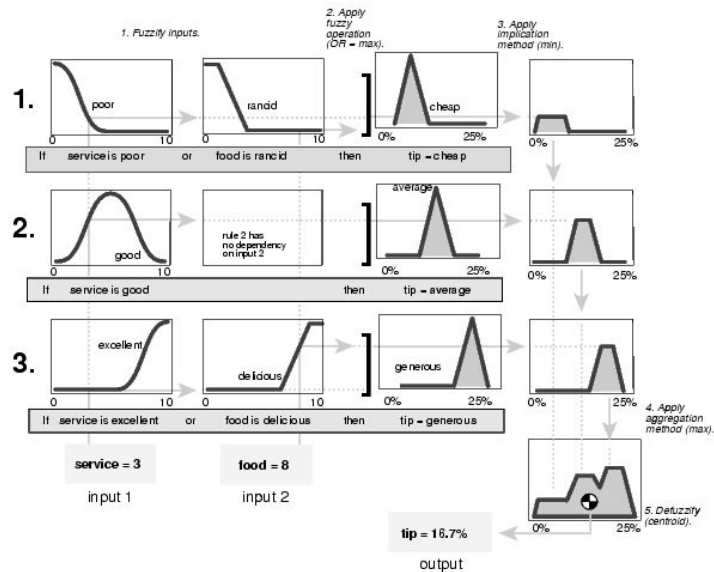 1. Fuzzify inputs.
2. Apply
fuzzy
operation
(OR = max).
3. Apply
implication
method (min).
1.
poor
0
10
rancid
0
10
cheap
0%
25%
25%
If service is poor or food is rancid then tip = cheap
2.
good
0
10
rule 2 has
no dependency
on input 2
average
0%
25%
0%
25%
If service is good then tip = average
3.
excellent
0
10
delicious
0
10
generous
0%
25%
0%
25%
If service is excellent or food is delicious then tip = generous
4. Apply
aggregation
method (max).
service = 3
input 1
food = 8
input 2
0%
25%
5. Defuzzify
(centroid).
tip = 16.7%
output